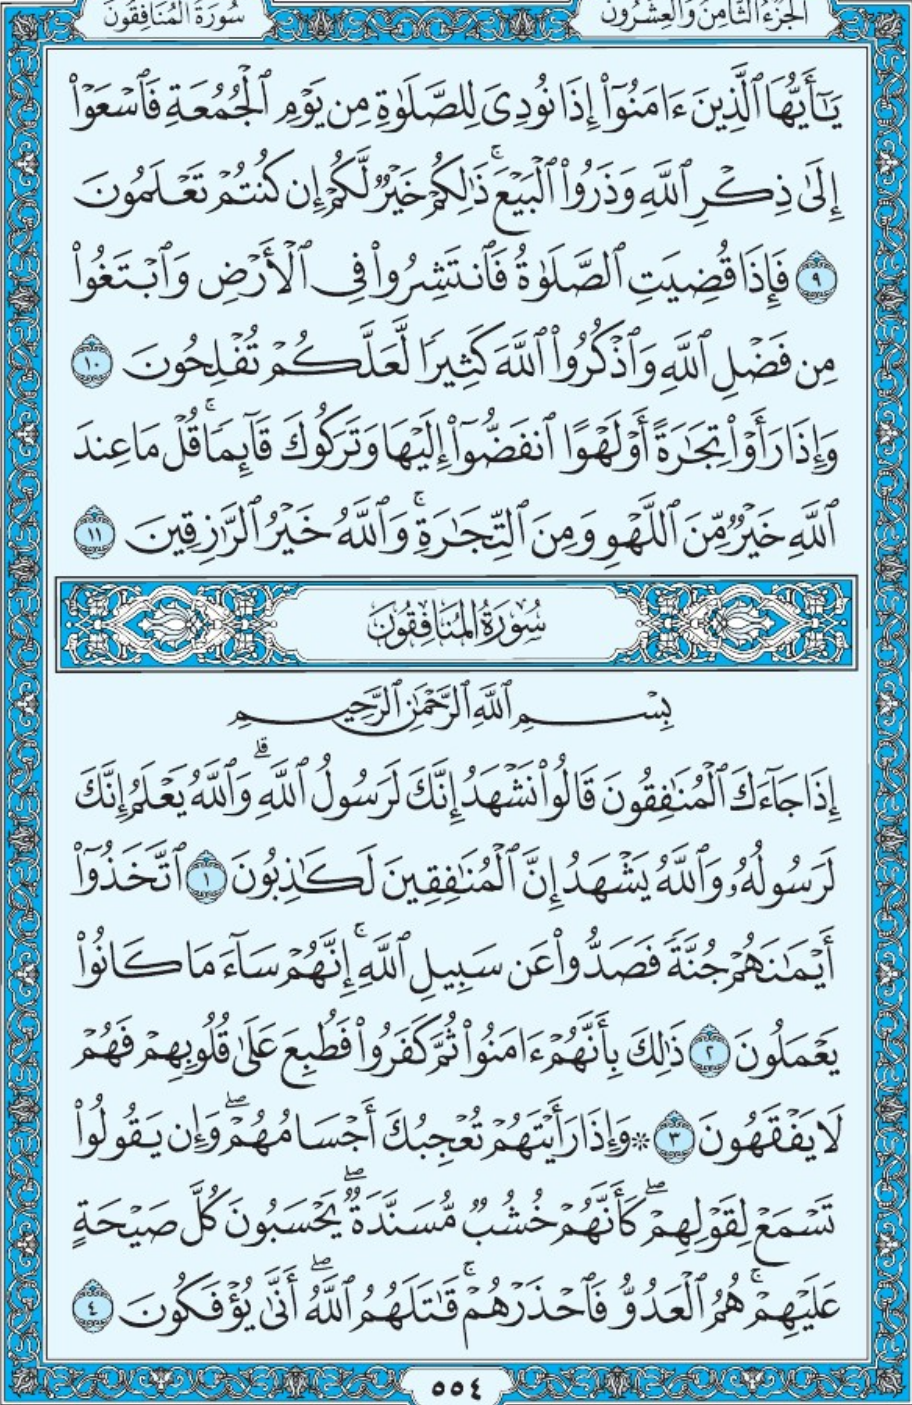 الجزء الثامن والعشرون
سورة المنافقون
يَـٰٓأَيُّهَا ٱلَّذِينَ ءَامَنُوٓا۟ إِذَا نُودِىَ لِلصَّلَوٰةِ مِن يَوْمِ ٱلْجُمُعَةِ فَٱسْعَوْا۟
إِلَىٰ ذِكْرِ ٱللَّهِ وَذَرُوا۟ ٱلْبَيْعَ ۚ ذَٰلِكُمْ خَيْرٌ لَّكُمْ إِن كُنتُمْ تَعْلَمُونَ
٩ فَإِذَا قُضِيَتِ ٱلصَّلَوٰةُ فَٱنتَشِرُوا۟ فِى ٱلْأَرْضِ وَٱبْتَغُوا۟
مِن فَضْلِ ٱللَّهِ وَٱذْكُرُوا۟ ٱللَّهَ كَثِيرًا لَّعَلَّكُمْ تُفْلِحُونَ ١٠
وَإِذَا رَأَوْا۟ تِجَـٰرَةً أَوْ لَهْوًا ٱنفَضُّوٓا۟ إِلَيْهَا وَتَرَكُوكَ قَآئِمًا ۚ قُلْ مَا عِندَ
ٱللَّهِ خَيْرٌ مِّنَ ٱللَّهْوِ وَمِنَ ٱلتِّجَـٰرَةِ ۚ وَٱللَّهُ خَيْرُ ٱلرَّٰزِقِينَ ١١
سُورَةُ المُنَافِقُونَ
بِسْمِ ٱللَّهِ ٱلرَّحْمَـٰنِ ٱلرَّحِيمِ
إِذَا جَآءَكَ ٱلْمُنَـٰفِقُونَ قَالُوا۟ نَشْهَدُ إِنَّكَ لَرَسُولُ ٱللَّهِ ۗ وَٱللَّهُ يَعْلَمُ إِنَّكَ
لَرَسُولُهُۥ وَٱللَّهُ يَشْهَدُ إِنَّ ٱلْمُنَـٰفِقِينَ لَكَـٰذِبُونَ ١ ٱتَّخَذُوٓا۟
أَيْمَـٰنَهُمْ جُنَّةً فَصَدُّوا۟ عَن سَبِيلِ ٱللَّهِ ۚ إِنَّهُمْ سَآءَ مَا كَانُوا۟
يَعْمَلُونَ ٢ ذَٰلِكَ بِأَنَّهُمْ ءَامَنُوا۟ ثُمَّ كَفَرُوا۟ فَطُبِعَ عَلَىٰ قُلُوبِهِمْ فَهُمْ
لَا يَفْقَهُونَ ٣ ۞ وَإِذَا رَأَيْتَهُمْ تُعْجِبُكَ أَجْسَامُهُمْ ۖ وَإِن يَقُولُوا۟
تَسْمَعْ لِقَوْلِهِمْ ۖ كَأَنَّهُمْ خُشُبٌ مُّسَنَّدَةٌ ۖ يَحْسَبُونَ كُلَّ صَيْحَةٍ
عَلَيْهِمْ ۚ هُمُ ٱلْعَدُوُّ فَٱحْذَرْهُمْ ۚ قَـٰتَلَهُمُ ٱللَّهُ ۖ أَنَّىٰ يُؤْفَكُونَ ٤
٥٥٤